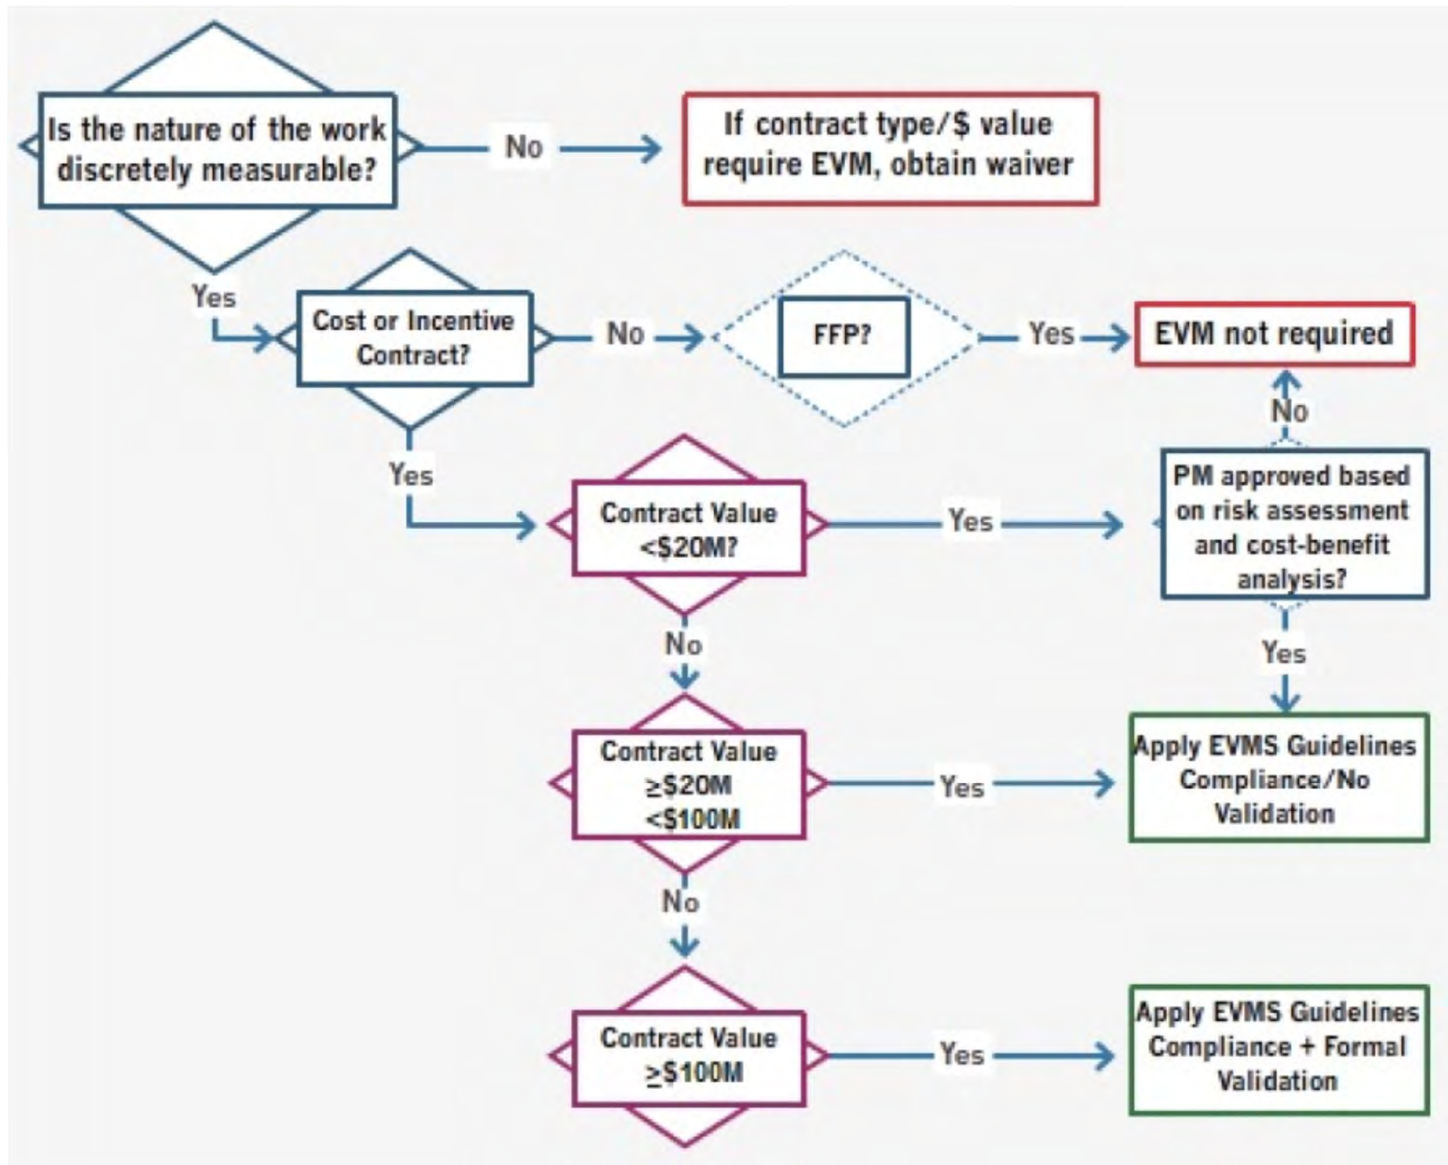 Is the nature of the work
discretely measurable?
No
If contract type/$ value
require EVM, obtain waiver
Yes
Cost or Incentive
Contract?
No
FFP?
Yes
EVM not required
No
Yes
Contract Value
<$20M?
Yes
PM approved based
on risk assessment
and cost-benefit
analysis?
No
Yes
Contract Value
≥$20M
<$100M
Yes
Apply EVMS Guidelines
Compliance/No
Validation
No
Contract Value
≥$100M
Yes
Apply EVMS Guidelines
Compliance + Formal
Validation